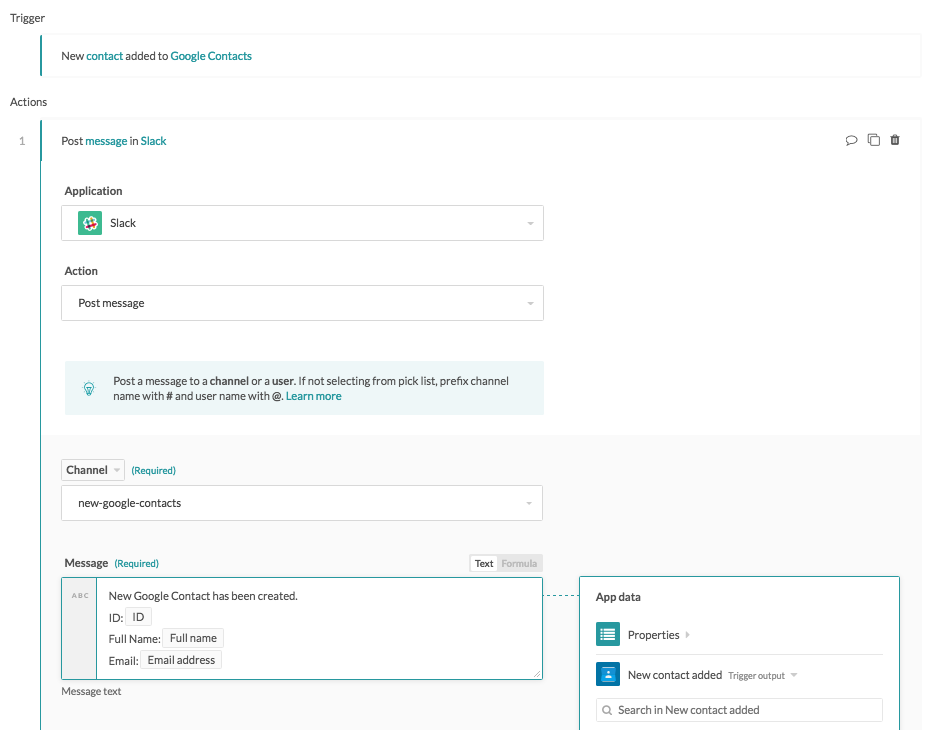 Trigger
New contact added to Google Contacts
Actions
1
Post message in Slack
Application
Slack
Action
Post message
Post a message to a channel or a user. If not selecting from pick list, prefix channel
name with # and user name with @. Learn more
Channel (Required)
new-google-contacts
Message (Required) Text Formula
ABC
New Google Contact has been created.
ID: ID
Full Name: Full name
Email: Email address
Message text
App data
Properties
New contact added Trigger output
Search in New contact added